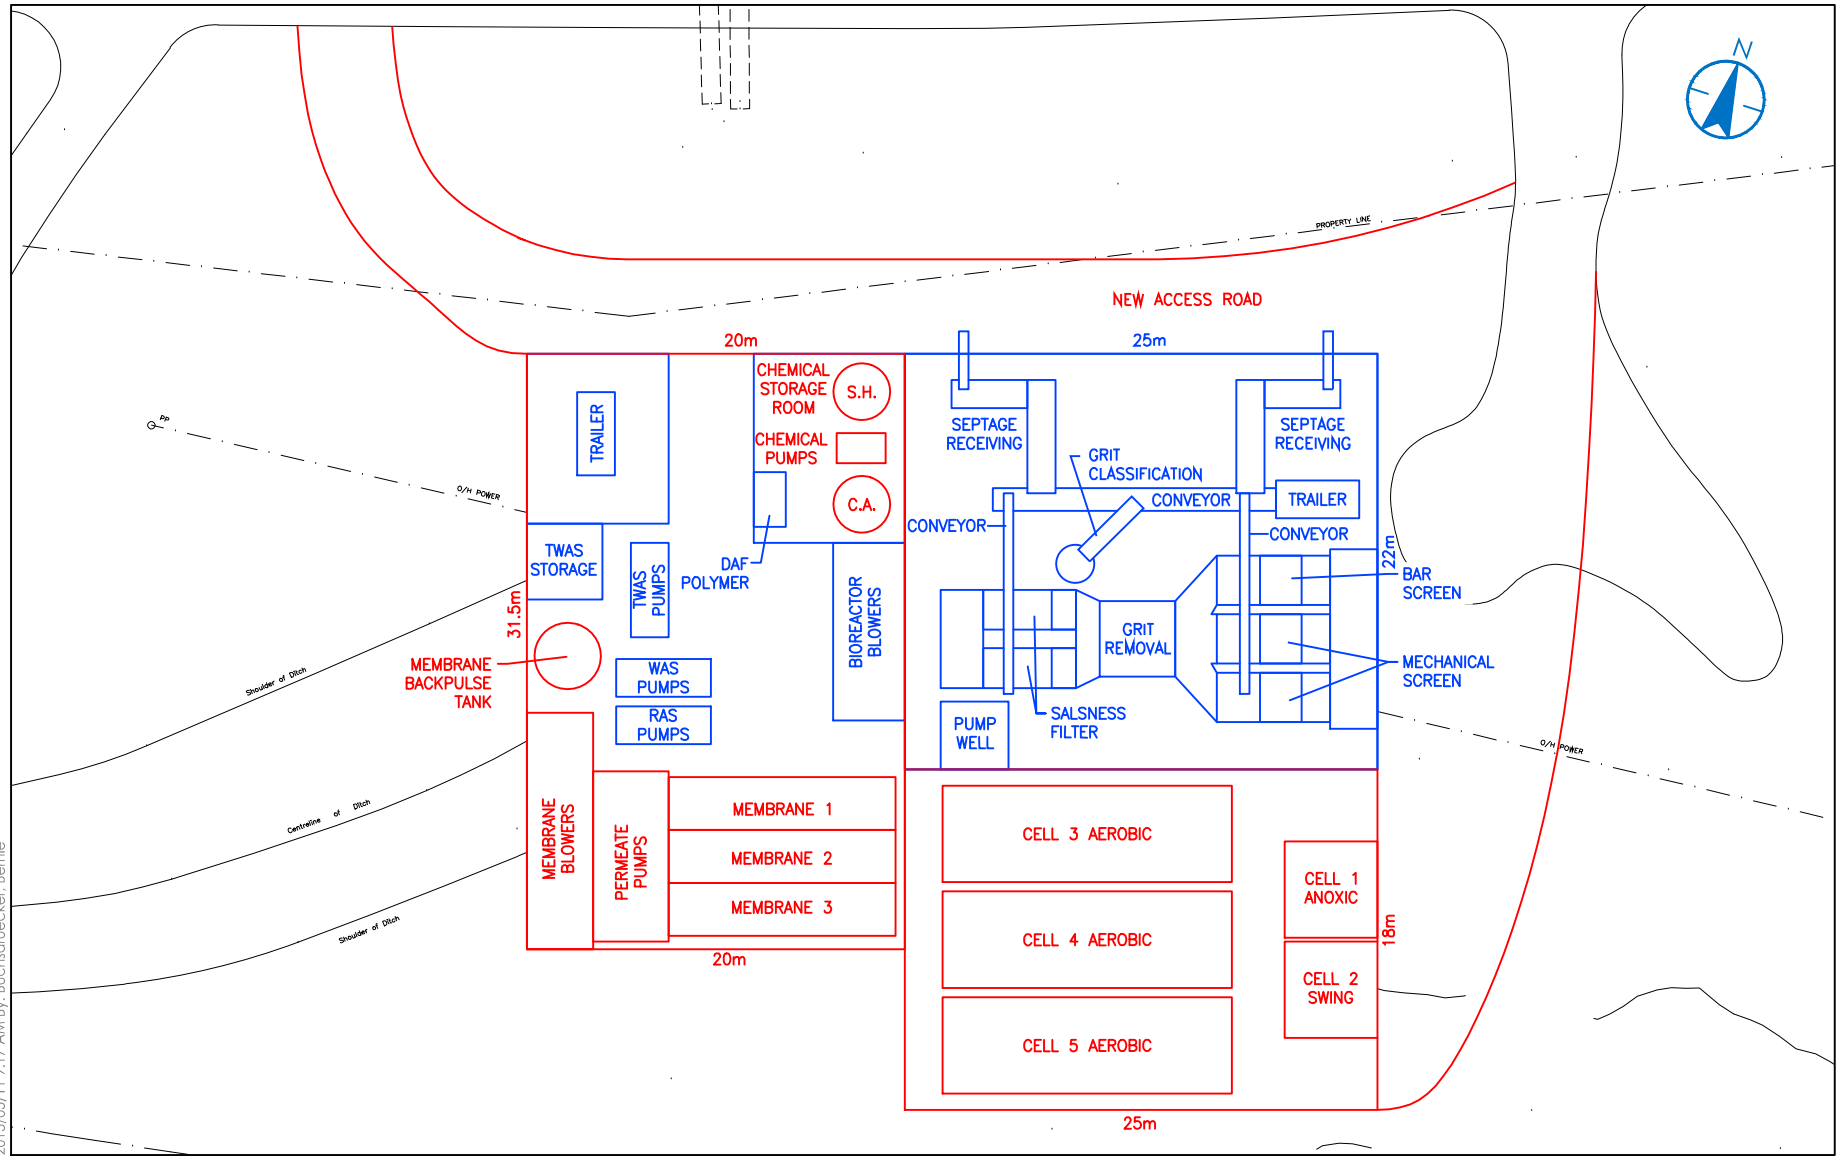 N
PROPERTY LINE
NEW ACCESS ROAD
20m
25m
CHEMICAL
STORAGE
ROOM
S.H.
TRAILER
CHEMICAL
PUMPS
C.A.
SEPTAGE
RECEIVING
SEPTAGE
RECEIVING
GRIT
CLASSIFICATION
CONVEYOR
TRAILER
CONVEYOR
CONVEYOR
PP
O/H POWER
TWAS
STORAGE
TWAS
PUMPS
DAF
POLYMER
BIOREACTOR
BLOWERS
22m
BAR
SCREEN
31.5m
GRIT
REMOVAL
MEMBRANE
BACKPULSE
TANK
WAS
PUMPS
RAS
PUMPS
MECHANICAL
SCREEN
SALSNESS
FILTER
PUMP
WELL
O/H POWER
Shoulder of Ditch
Centreline of Ditch
Shoulder of Ditch
MEMBRANE
BLOWERS
PERMEATE
PUMPS
MEMBRANE 1
MEMBRANE 2
MEMBRANE 3
20m
CELL 3 AEROBIC
CELL 4 AEROBIC
CELL 5 AEROBIC
CELL 1
ANOXIC
CELL 2
SWING
18m
25m